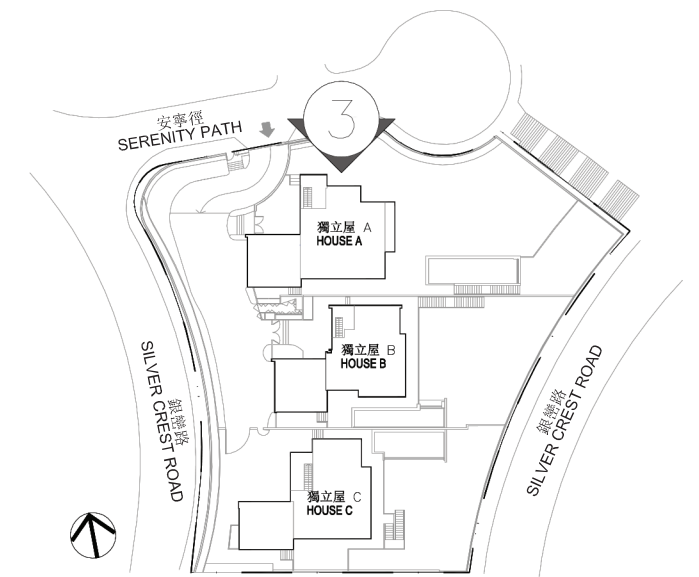 安寧徑
SERENITY PATH
3
獨立屋 A
HOUSE A
獨立屋 B
HOUSE B
銀巒路
SILVER CREST ROAD
銀巒路
SILVER CREST ROAD
獨立屋 C
HOUSE C